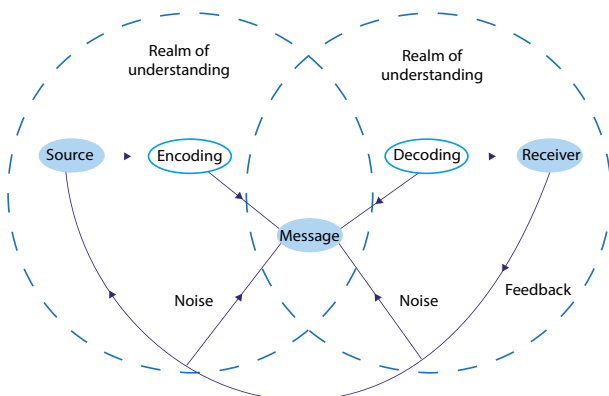 Realm of
understanding
Realm of
understanding
Source
Encoding
Decoding
Receiver
Message
Noise
Noise
Feedback